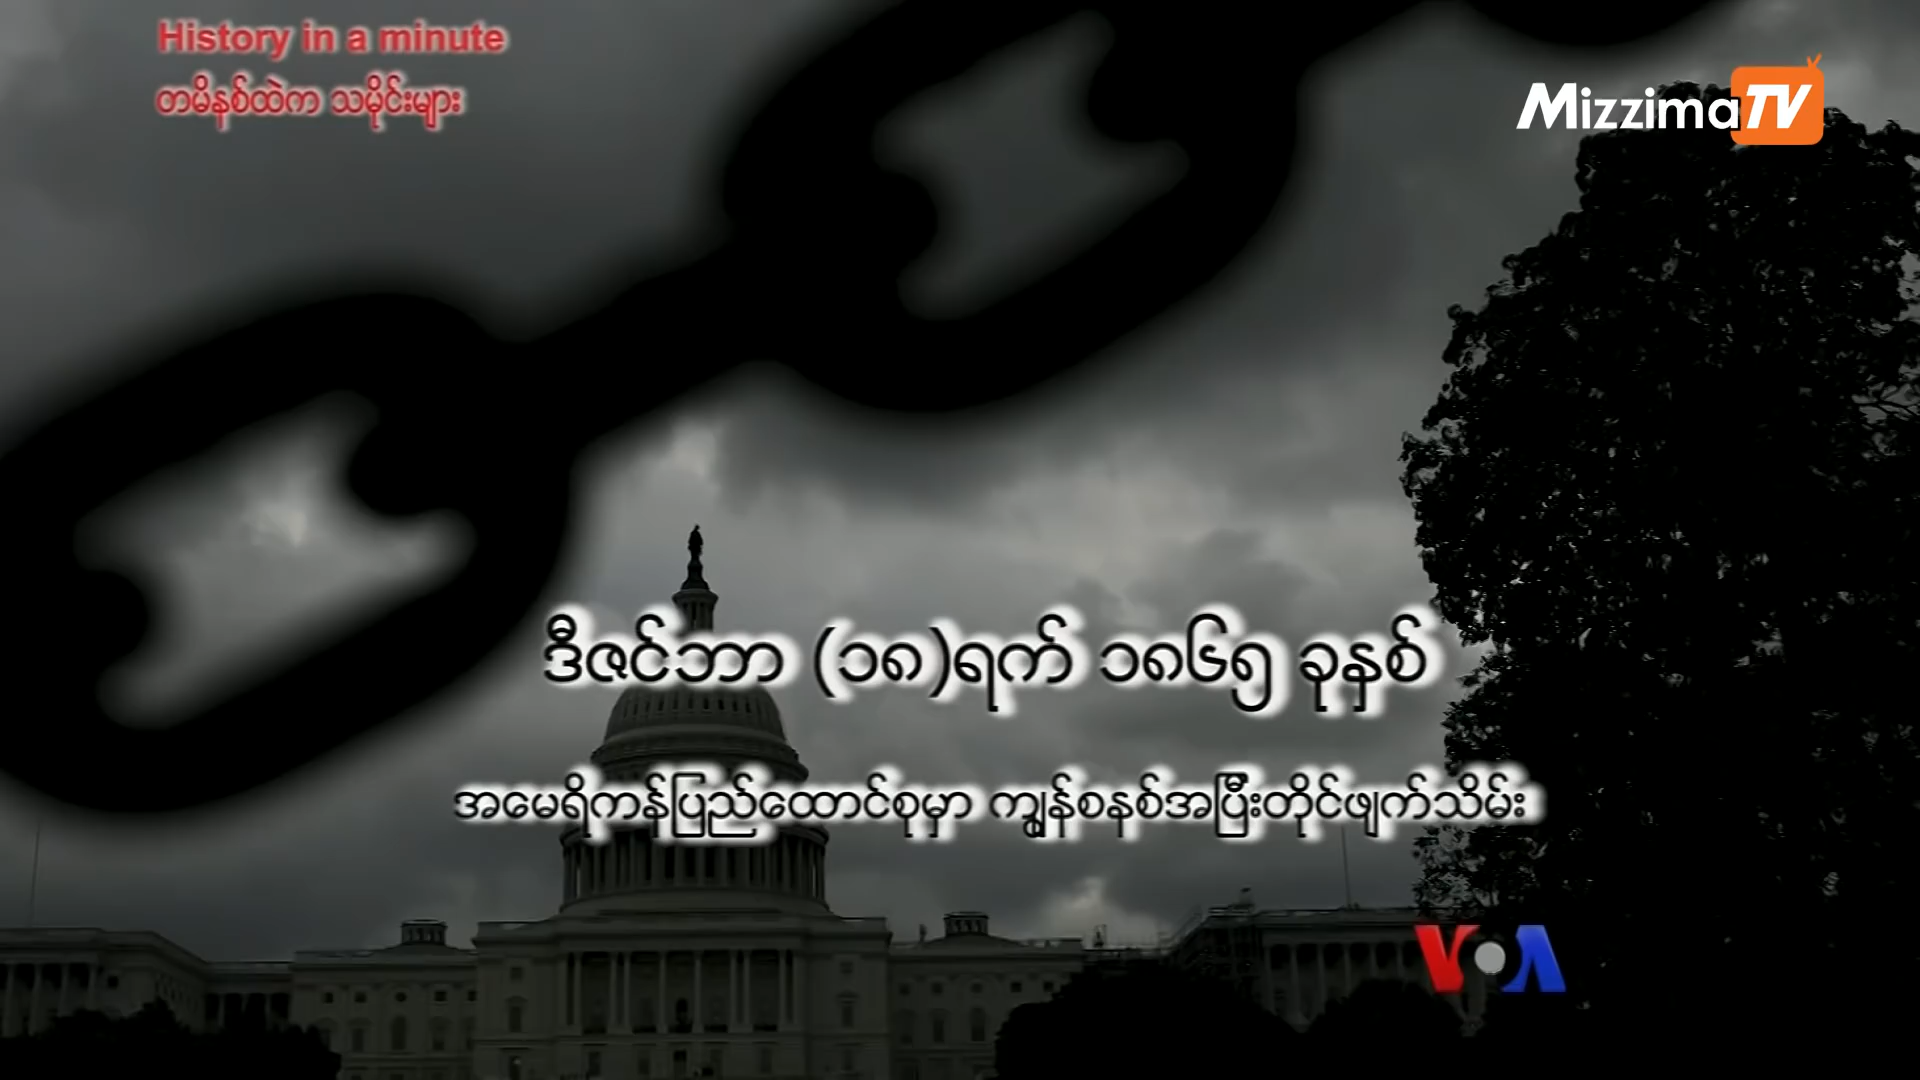 History in a minute
တမိနစ်ထဲက သမိုင်းများ
MizzimaTV
ဒီဇင်ဘာ (၁၈)ရက် ၁၈၆၅ ခုနှစ်
အမေရိကန်ပြည်ထောင်စုမှာ ကျွန်စနစ်အပြီးတိုင်ဖျက်သိမ်း
VOA